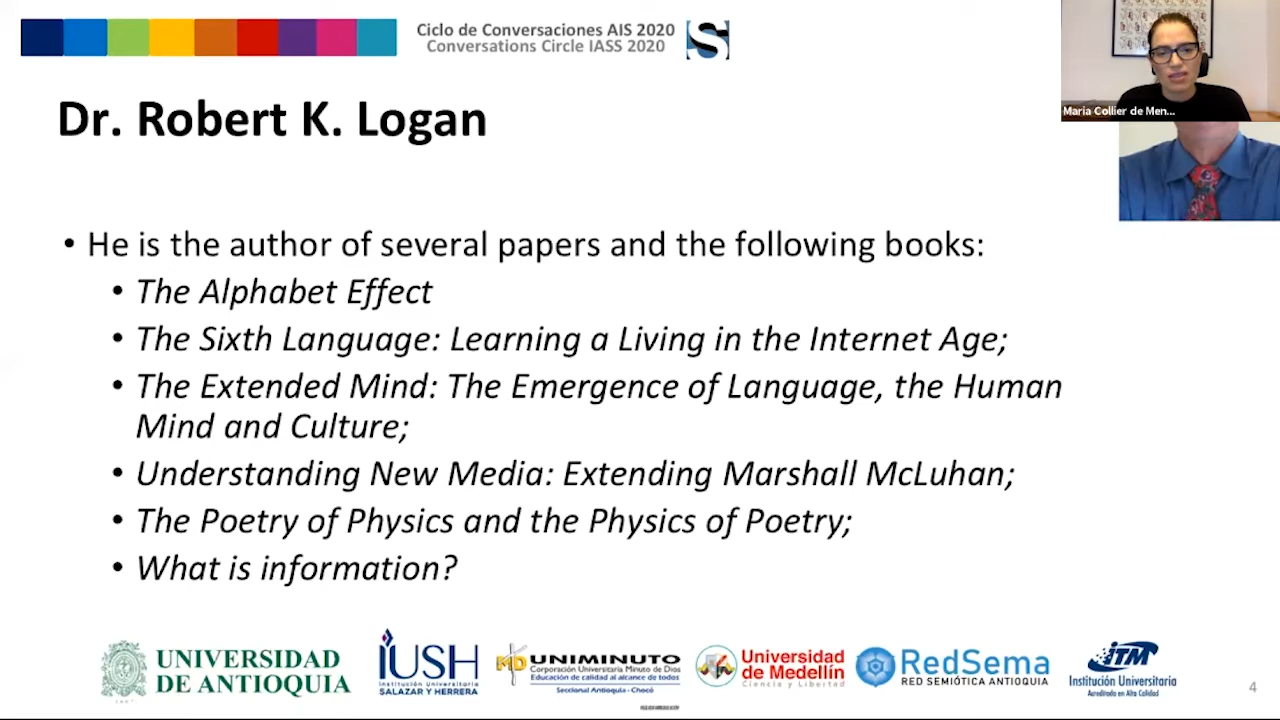 Ciclo de Conversaciones AIS 2020
Conversations Circle IASS 2020
S
Maria Collier de Men...
Dr. Robert K. Logan
• He is the author of several papers and the following books:
• The Alphabet Effect
• The Sixth Language: Learning a Living in the Internet Age;
• The Extended Mind: The Emergence of Language, the Human
Mind and Culture;
• Understanding New Media: Extending Marshall McLuhan;
• The Poetry of Physics and the Physics of Poetry;
• What is information?
UNIVERSIDAD
DE ANTIOQUIA
IUSH
Institución Universitaria
SALAZAR Y HERRERA
MD UNIMINUTO
Corporación Universitaria Minuto de Dios
Educación de calidad al alcance de todos
Seccional Antioquia - Chocó
Universidad
de Medellín
Ciencia y Libertad
RedSema
RED SEMIÓTICA ANTIOQUIA
iTM
Institución Universitaria
Acreditada en Alta Calidad
4